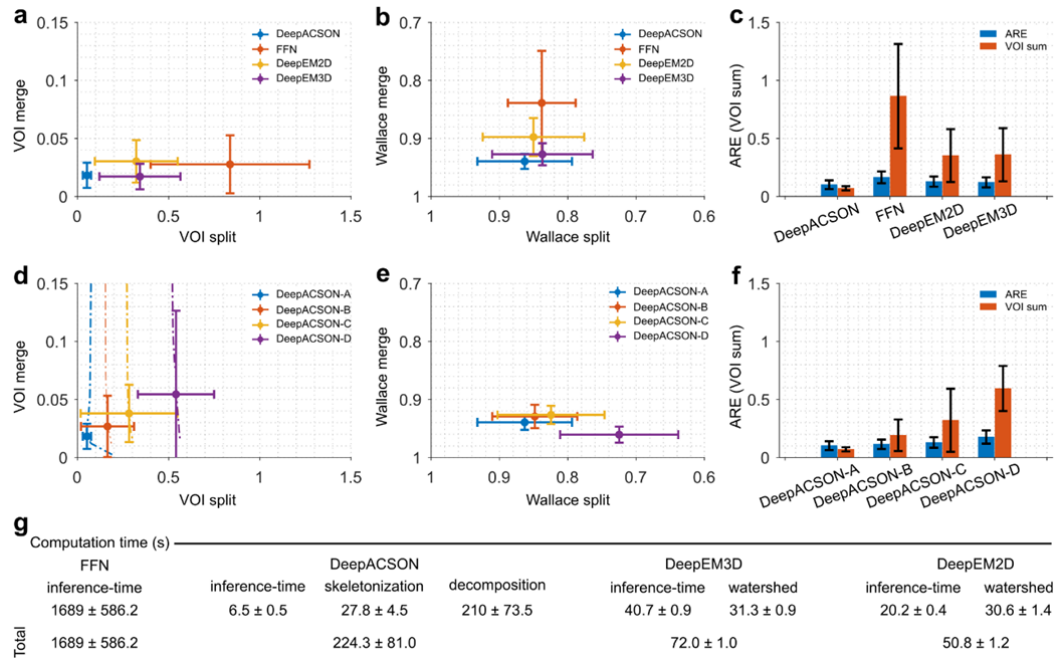 a
0.15
0.1
0.05
0
VOI merge
0
0.5
1
1.5
VOI split
DeepACSON
FFN
DeepEM2D
DeepEM3D
b
0.7
0.8
0.9
1
Wallace merge
1
0.9
0.8
0.7
0.6
Wallace split
DeepACSON
FFN
DeepEM2D
DeepEM3D
c
1.5
1
0.5
0
ARE (VOI sum)
ARE
VOI sum
DeepACSON
FFN
DeepEM2D
DeepEM3D
d
0.15
0.1
0.05
0
VOI merge
0
0.5
1
1.5
VOI split
DeepACSON-A
DeepACSON-B
DeepACSON-C
DeepACSON-D
e
0.7
0.8
0.9
1
Wallace merge
1
0.9
0.8
0.7
0.6
Wallace split
DeepACSON-A
DeepACSON-B
DeepACSON-C
DeepACSON-D
f
1.5
1
0.5
0
ARE (VOI sum)
ARE
VOI sum
DeepACSON-A
DeepACSON-B
DeepACSON-C
DeepACSON-D
g
Computation time (s)
FFN DeepACSON DeepEM3D DeepEM2D
inference-time inference-time skeletonization decomposition inference-time watershed inference-time watershed
1689 ± 586.2 6.5 ± 0.5 27.8 ± 4.5 210 ± 73.5 40.7 ± 0.9 31.3 ± 0.9 20.2 ± 0.4 30.6 ± 1.4
Total 1689 ± 586.2 224.3 ± 81.0 72.0 ± 1.0 50.8 ± 1.2